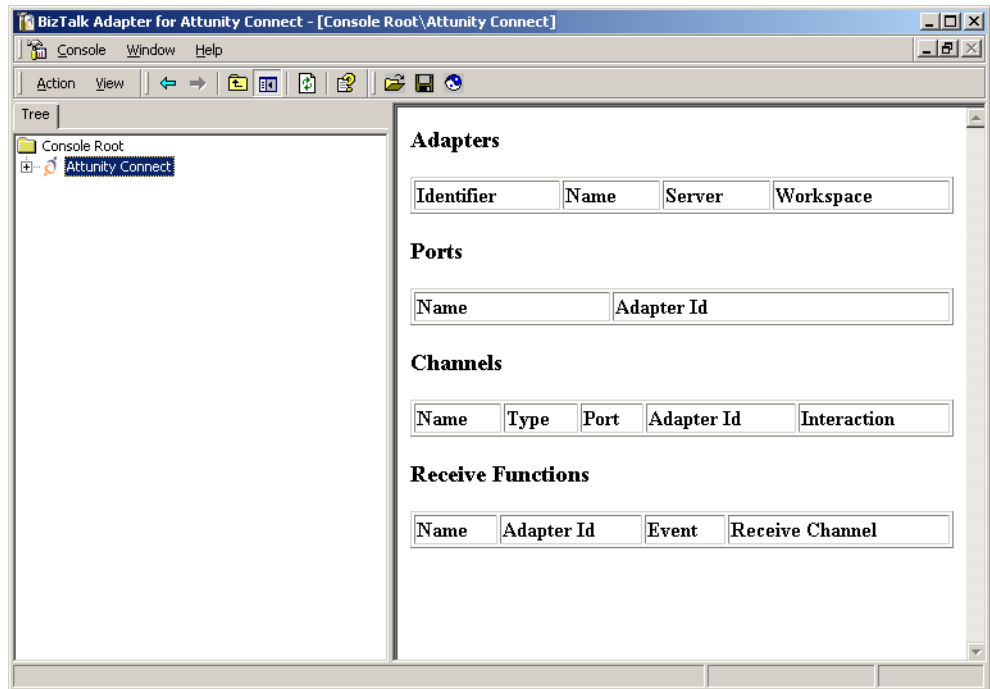 BizTalk Adapter for Attunity Connect - [Console Root\Attunity Connect]
Console Window Help
Action View
Tree
Console Root
Attunity Connect
Adapters
Identifier Name Server Workspace
Ports
Name Adapter Id
Channels
Name Type Port Adapter Id Interaction
Receive Functions
Name Adapter Id Event Receive Channel